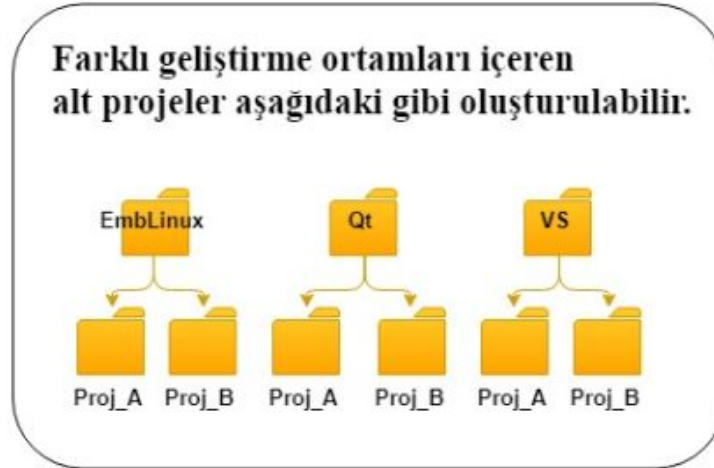 Farklı geliştirme ortamları içeren
alt projeler aşağıdaki gibi oluşturulabilir.
EmbLinux Qt VS
Proj_A Proj_B Proj_A Proj_B Proj_A Proj_B